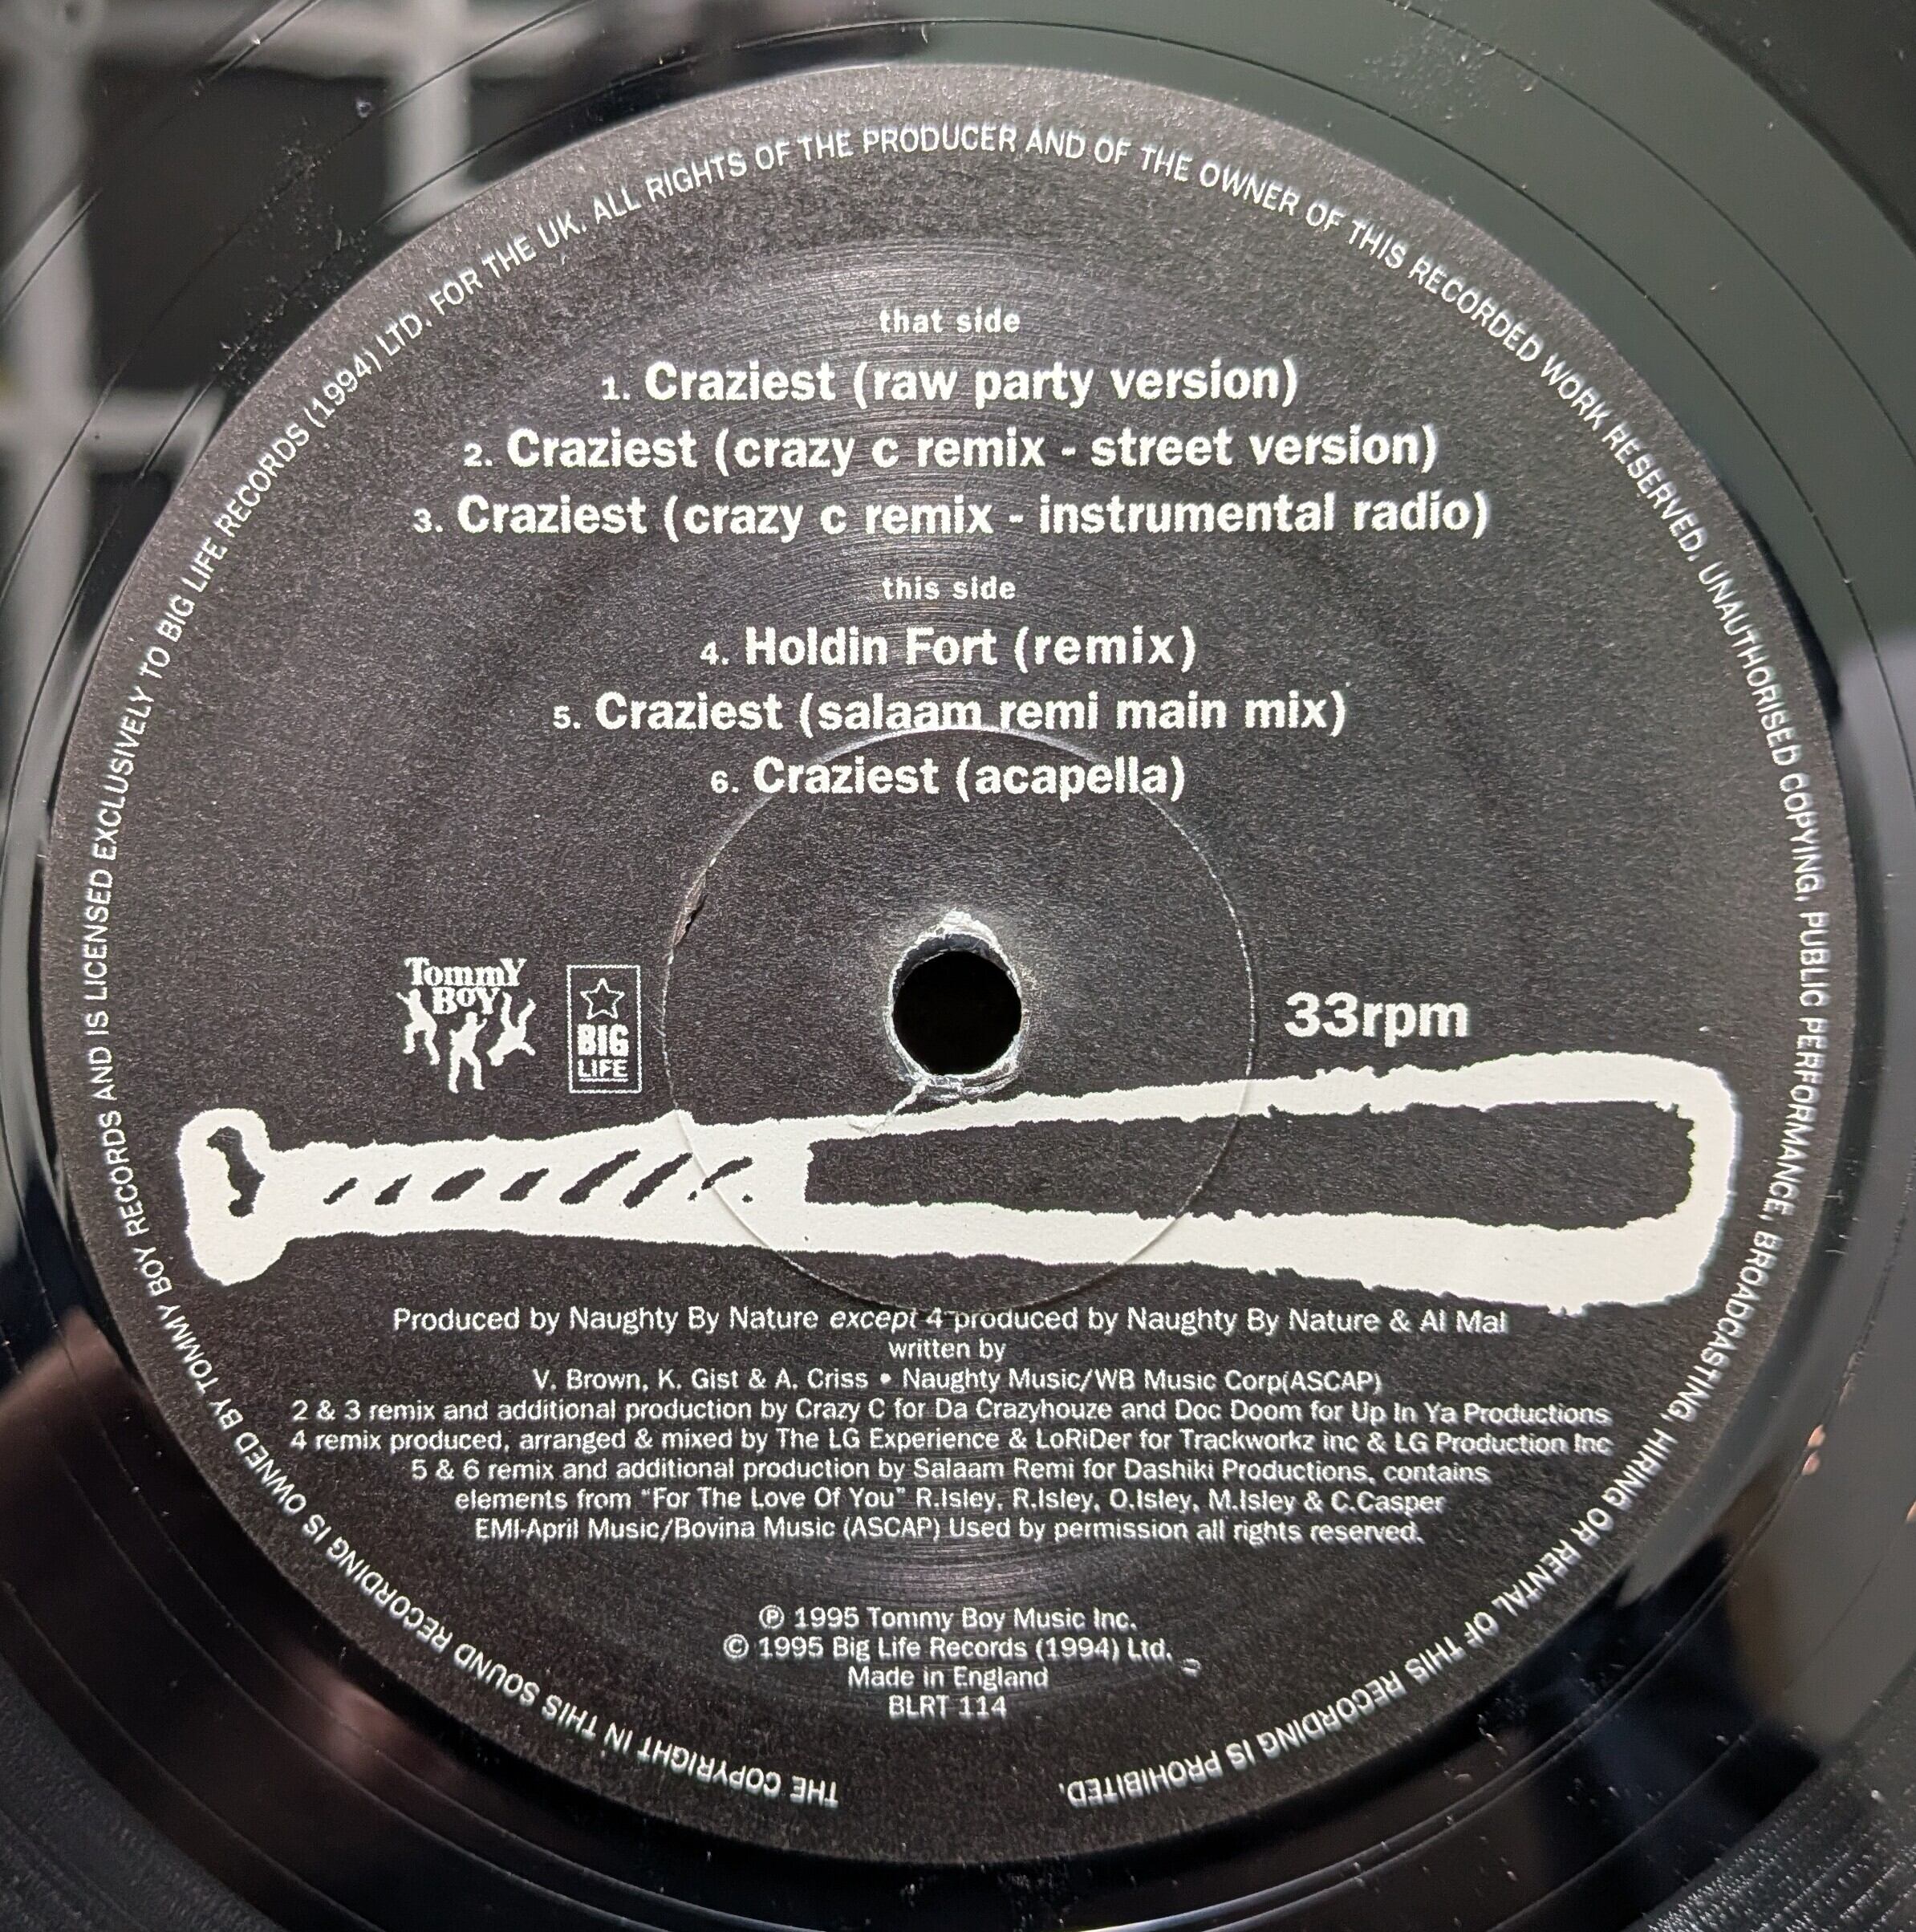 that side
1. Craziest (raw party version)
2. Craziest (crazy c remix - street version)
3. Craziest (crazy c remix - instrumental radio)
this side
4. Holdin Fort (remix)
5. Craziest (salaam remi main mix)
6. Craziest (acapella)
Tommy
Boy
BIG
LIFE
33rpm
Produced by Naughty By Nature except 4 produced by Naughty By Nature & Al Mal
written by
V. Brown, K. Gist & A. Criss • Naughty Music/WB Music Corp(ASCAP)
2 & 3 remix and additional production by Crazy C for Da Crazyhouze and Doc Doom for Up In Ya Productions
4 remix produced, arranged & mixed by The LG Experience & LoRiDer for Trackworkz inc & LG Production Inc
5 & 6 remix and additional production by Salaam Remi for Dashiki Productions, contains
elements from "For The Love Of You" R.Isley, R.Isley, O.Isley, M.Isley & C.Casper
EMI-April Music/Bovina Music (ASCAP) Used by permission all rights reserved.
℗ 1995 Tommy Boy Music Inc.
© 1995 Big Life Records (1994) Ltd.
Made in England
BLRT 114
THE COPYRIGHT IN THIS SOUND RECORDING IS OWNED BY TOMMY BOY RECORDS AND IS LICENSED EXCLUSIVELY TO BIG LIFE RECORDS (1994) LTD. FOR THE UK. ALL RIGHTS OF THE PRODUCER AND OF THE OWNER OF THIS RECORDED WORK RESERVED. UNAUTHORISED COPYING, PUBLIC PERFORMANCE, BROADCASTING, HIRING OR RENTAL OF THIS RECORDING IS PROHIBITED.